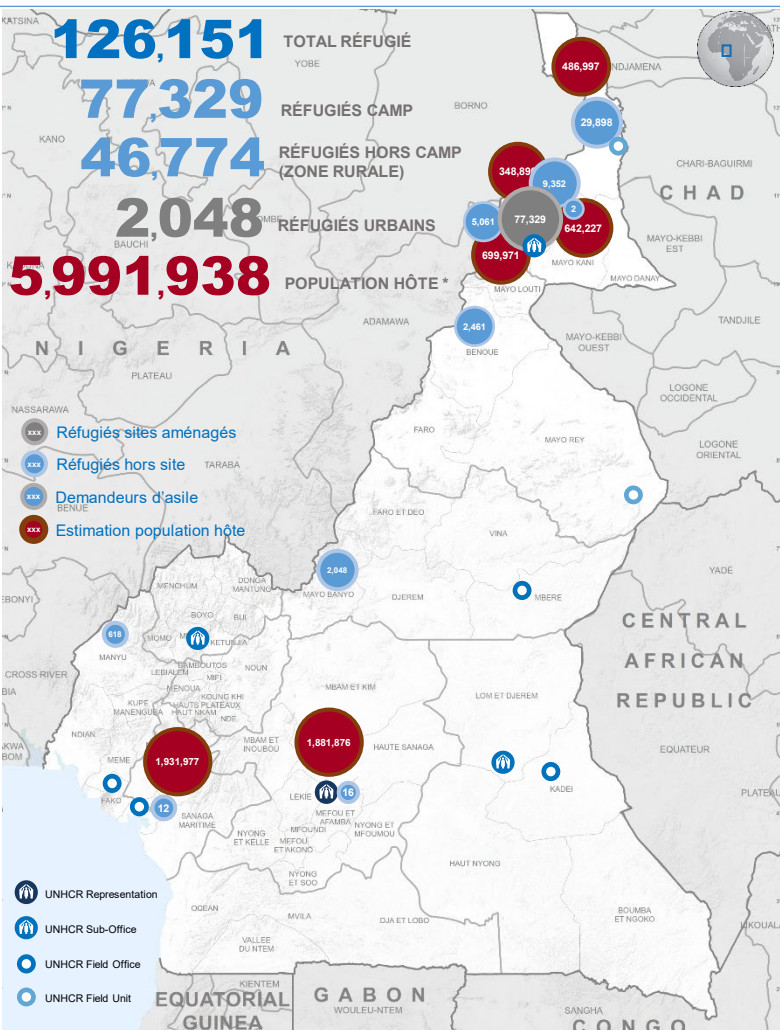 126,151 TOTAL RÉFUGIÉ
77,329 RÉFUGIÉS CAMP
46,774 RÉFUGIÉS HORS CAMP
(ZONE RURALE)
2,048 RÉFUGIÉS URBAINS
5,991,938 POPULATION HÔTE *
KATSINA
YOBE
KANO
BORNO
BAUCHI
486,997
NDJAMENA
29,898
CHARI-BAGUIRMI
CHAD
9,352
2
5,061
77,329
642,227
699,971
MAYO KANI
MAYO DANAY
MAYO LOUTI
MAYO-KEBBI
EST
TANDJILE
ADAMAWA
2,461
BENOUE
MAYO-KEBBI
OUEST
NIGERIA
PLATEAU
LOGONE
OCCIDENTAL
NASSARAWA
FARO
MAYO REY
LOGONE
ORIENTAL
xxx Réfugiés sites aménagés
xxx Réfugiés hors site
xxx Demandeurs d'asile
xxx Estimation population hôte
TARABA
BENUE
FARO ET DEO
VINA
2,048
MAYO BANYO
DJEREM
MBERE
YADÉ
MENCHUM
DONGA
MANTUNG
EBONYI
BOYO
BUI
618
MOMO
KETUNJIA
MANYU
CENTRAL
AFRICAN
REPUBLIC
CROSS RIVER
BAMBOUTOS
LEBIALEM
MIFI
NOUN
MENOUA
KOUNG KHI
HAUTS PLATEAUX
HAUT NKAM
NDE
KUPE
MANENGUBA
MBAM ET KIM
LOM ET DJEREM
NDIAN
MBAM ET
INOUBOU
HAUTE SANAGA
EQUATEUR
MEME
1,931,977
1,881,876
KADEI
FAKO
12
SANAGA
MARITIME
LEKIE
16
MEFOU ET
AFAMBA
MFOUNDI
NYONG ET
MFOUMOU
NYONG
ET KELLE
MEFOU
ET AKONO
NYONG
ET SOO
HAUT NYONG
OCEAN
MVILA
DJA ET LOBO
BOUMBA
ET NGOKO
VALLEE
DU NTEM
UNHCR Representation
UNHCR Sub-Office
UNHCR Field Office
UNHCR Field Unit
KIENTEM
EQUATORIAL
GUINEA
GABON
WOULEU-NTEM
SANGHA
CONGO